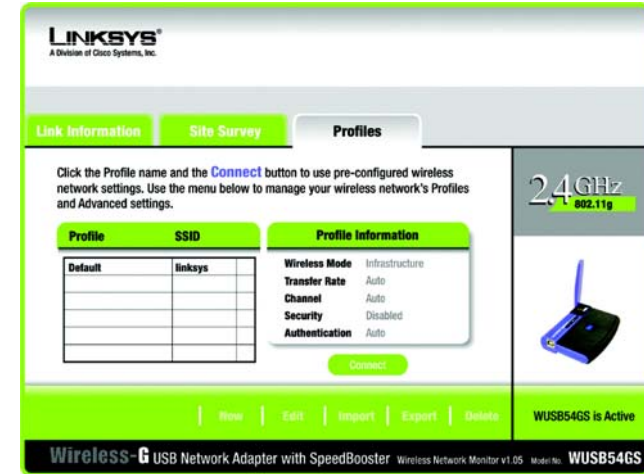 LINKSYS®
A Division of Cisco Systems, Inc.
Link Information
Site Survey
Profiles
Click the Profile name and the Connect button to use pre-configured wireless
network settings. Use the menu below to manage your wireless network's Profiles
and Advanced settings.
Profile SSID
Default linksys
Profile Information
Wireless Mode Infrastructure
Transfer Rate Auto
Channel Auto
Security Disabled
Authentication Auto
Connect
2.4GHz
802.11g
New Edit Import Export Delete
WUSB54GS is Active
Wireless-G USB Network Adapter with SpeedBooster Wireless Network Monitor v1.05 Model No. WUSB54GS